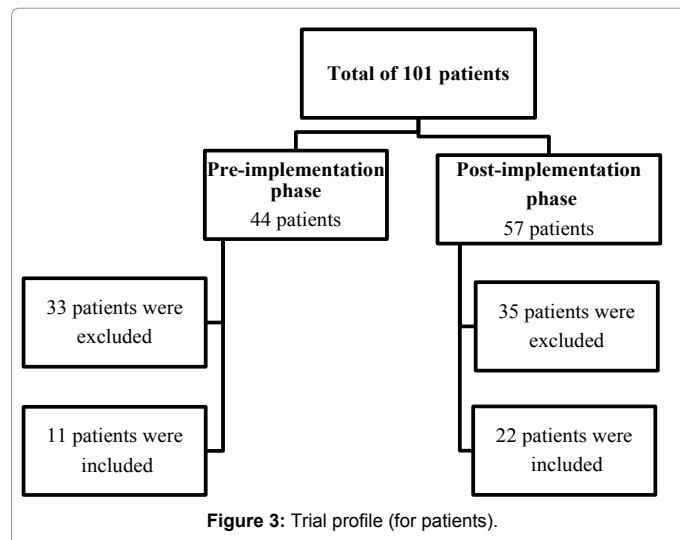 Total of 101 patients
Pre-implementation
phase
44 patients
Post-implementation
phase
57 patients
33 patients were
excluded
35 patients were
excluded
11 patients were
included
22 patients were
included
Figure 3: Trial profile (for patients).